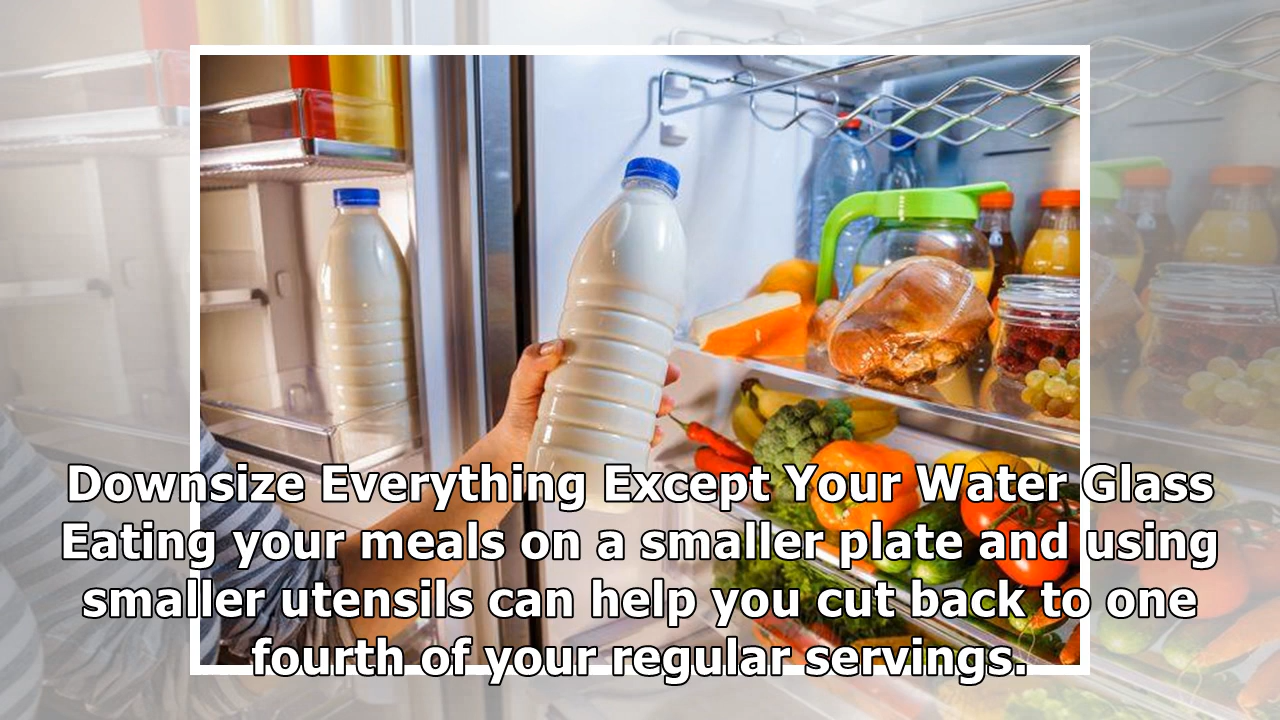 Downsize Everything Except Your Water Glass
Eating your meals on a smaller plate and using
smaller utensils can help you cut back to one
fourth of your regular servings.